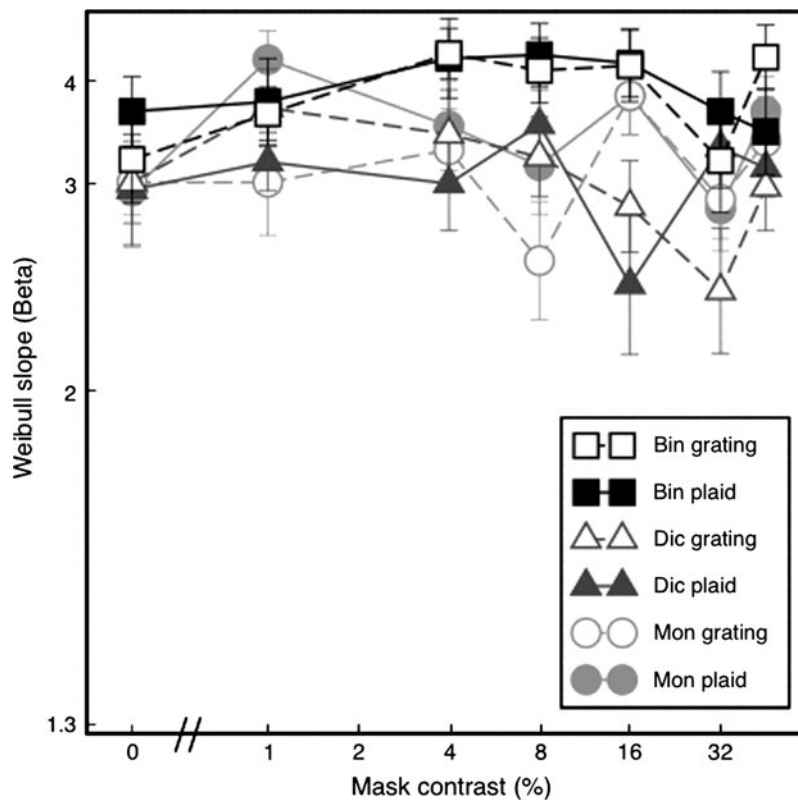 4
3
2
1.3
Weibull slope (Beta)
0 1 2 4 8 16 32
Mask contrast (%)
Bin grating
Bin plaid
Dic grating
Dic plaid
Mon grating
Mon plaid